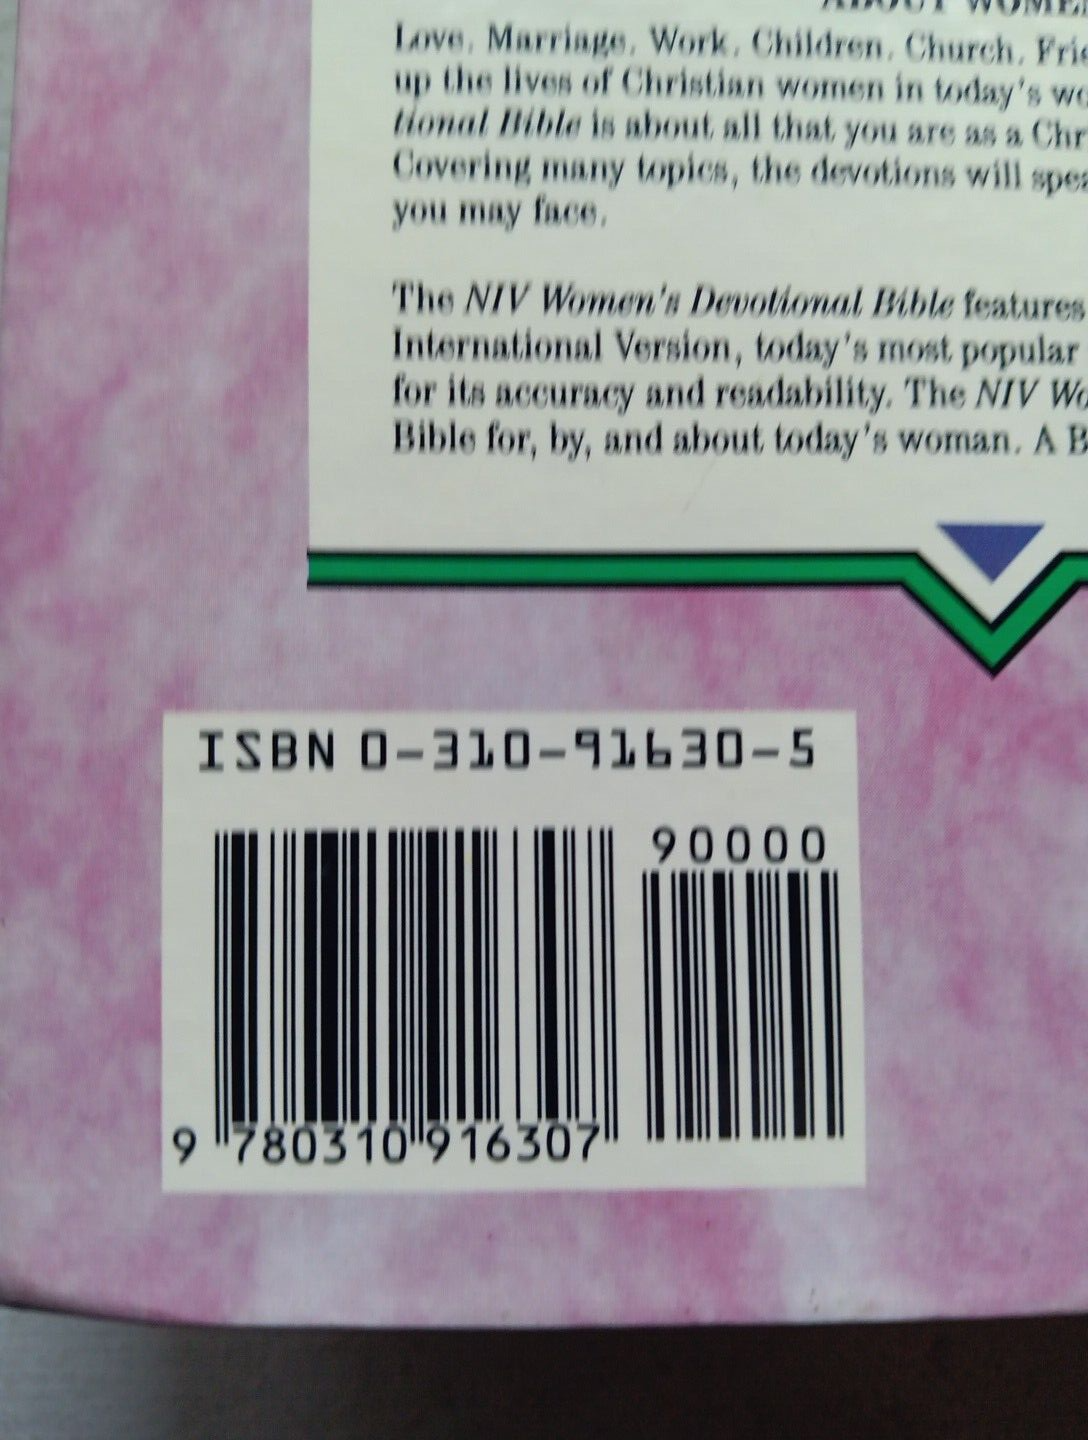 ABOUT WOMEN
Love, Marriage, Work, Children, Church,
up the lives of Christian women in today's
tional Bible is about all that you are as a
Covering many topics, the devotions will
you may face.
The NIV Women's Devotional Bible features
International Version, today's most popular
for its accuracy and readability. The NIV
Bible for, by, and about today's woman. A
ISBN 0-310-91630-5
90000
9 780310 916307